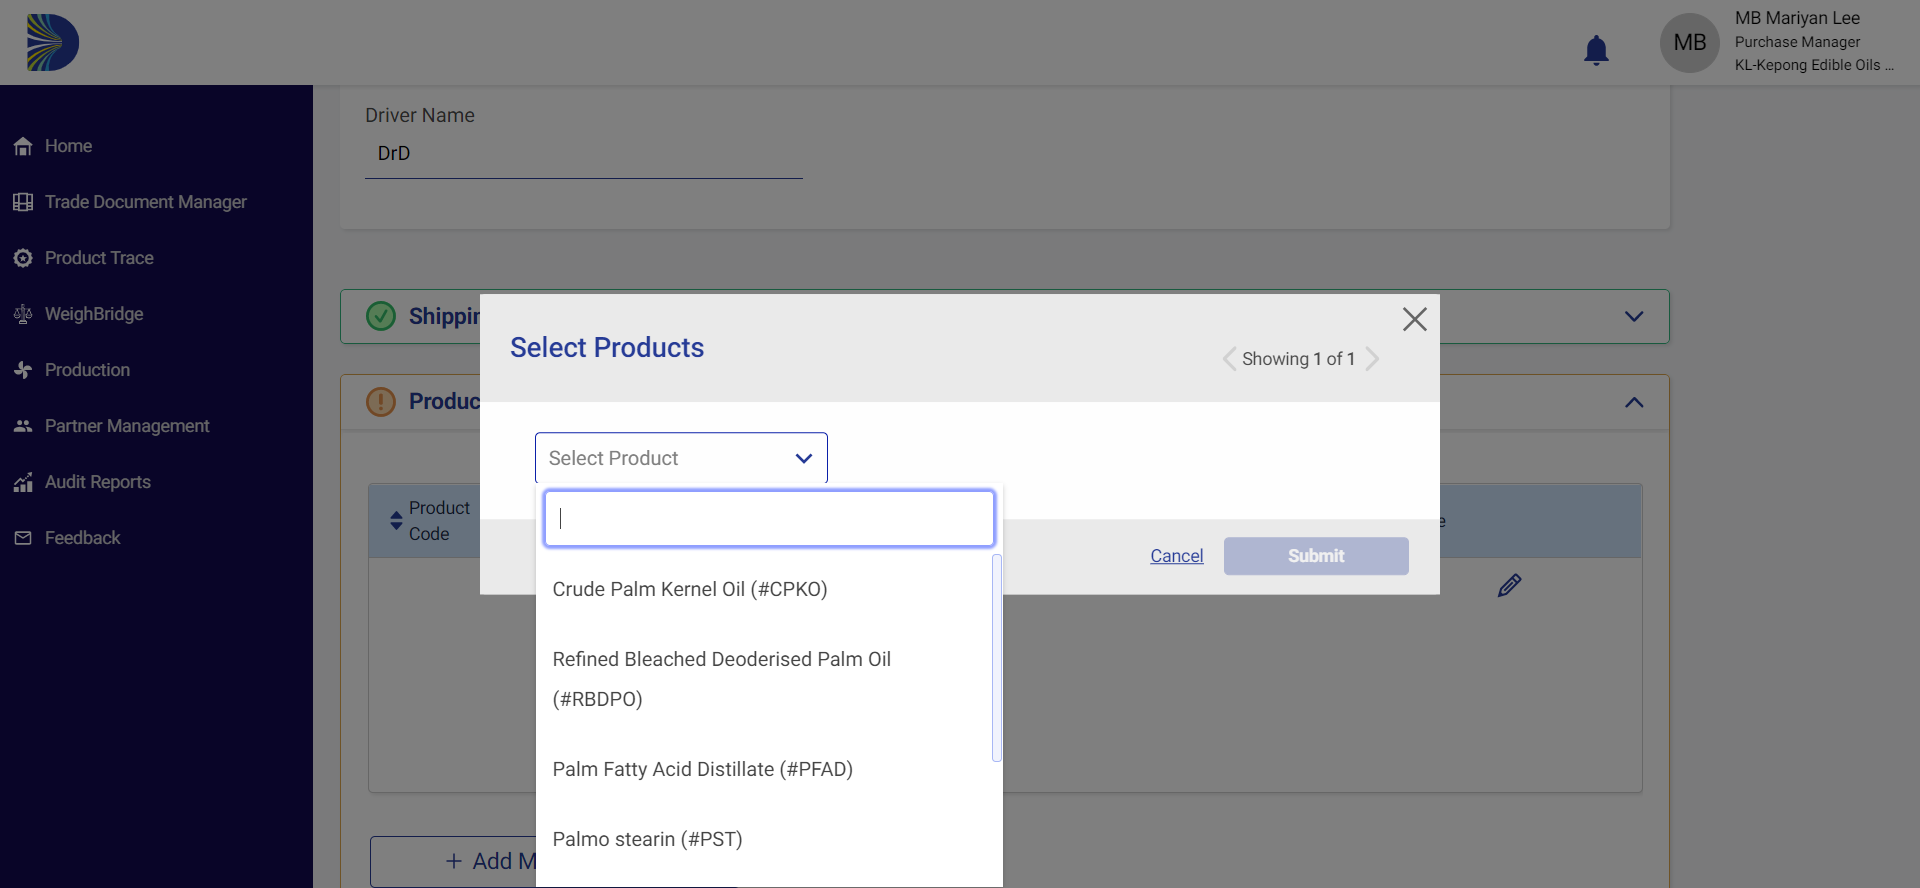 MB
MB Mariyan Lee
Purchase Manager
KL-Kepong Edible Oils ...
Home
Trade Document Manager
Product Trace
WeighBridge
Production
Partner Management
Audit Reports
Feedback
Driver Name
DrD
Select Products
Showing 1 of 1
Select Product
Product
Code
Cancel
Submit
Crude Palm Kernel Oil (#CPKO)
Refined Bleached Deoderised Palm Oil
(#RBDPO)
Palm Fatty Acid Distillate (#PFAD)
Palmo stearin (#PST)
+ Add M